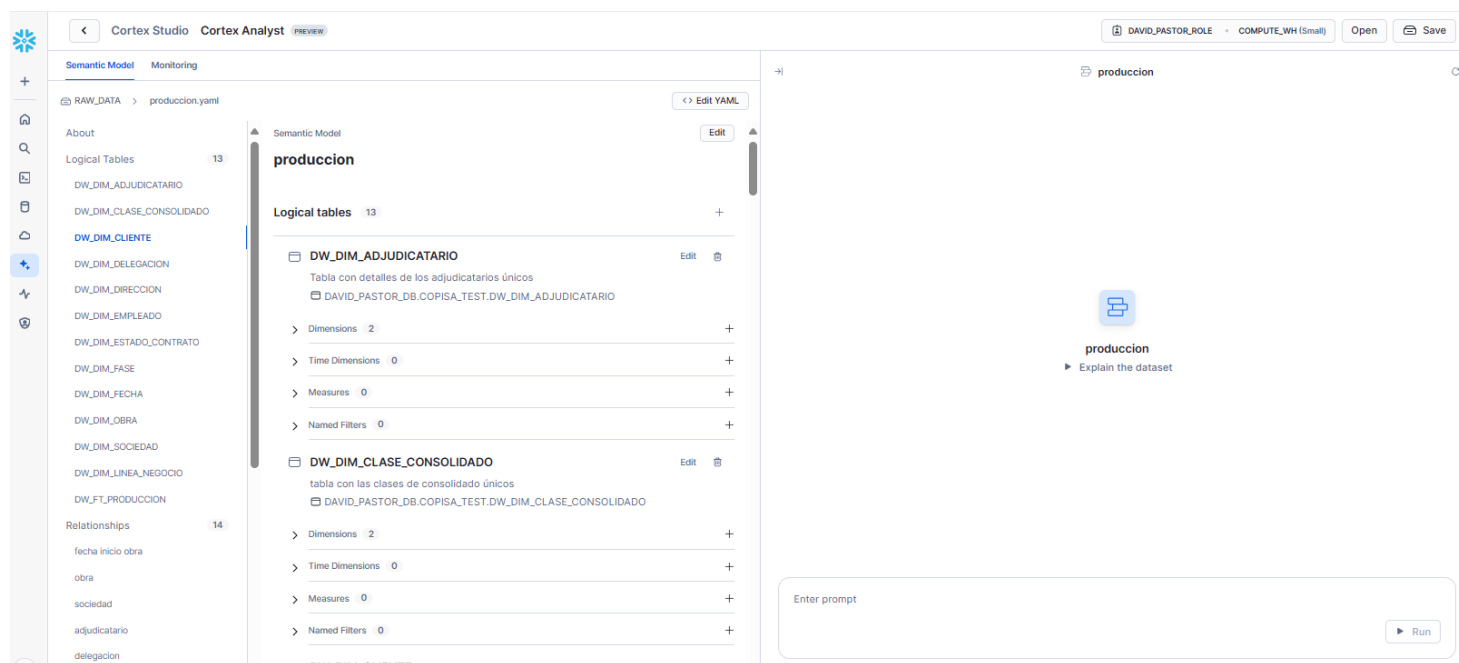 Cortex Studio Cortex Analyst PREVIEW
DAVID_PASTOR_ROLE COMPUTE_WH (Small) Open Save
Semantic Model Monitoring
RAW_DATA > produccion.yaml
<> Edit YAML
About
Logical Tables 13
DW_DIM_ADJUDICATARIO
DW_DIM_CLASE_CONSOLIDADO
DW_DIM_CLIENTE
DW_DIM_DELEGACION
DW_DIM_DIRECCION
DW_DIM_EMPLEADO
DW_DIM_ESTADO_CONTRATO
DW_DIM_FASE
DW_DIM_FECHA
DW_DIM_OBRA
DW_DIM_SOCIEDAD
DW_DIM_LINEA_NEGOCIO
DW_FT_PRODUCCION
Relationships 14
fecha inicio obra
obra
sociedad
adjudicatario
delegacion
Semantic Model Edit
produccion
Logical tables 13
DW_DIM_ADJUDICATARIO Edit
Tabla con detalles de los adjudicatarios únicos
DAVID_PASTOR_DB.COPISA_TEST.DW_DIM_ADJUDICATARIO
Dimensions 2
Time Dimensions 0
Measures 0
Named Filters 0
DW_DIM_CLASE_CONSOLIDADO Edit
tabla con las clases de consolidado únicos
DAVID_PASTOR_DB.COPISA_TEST.DW_DIM_CLASE_CONSOLIDADO
Dimensions 2
Time Dimensions 0
Measures 0
Named Filters 0
produccion
produccion
Explain the dataset
Enter prompt
Run